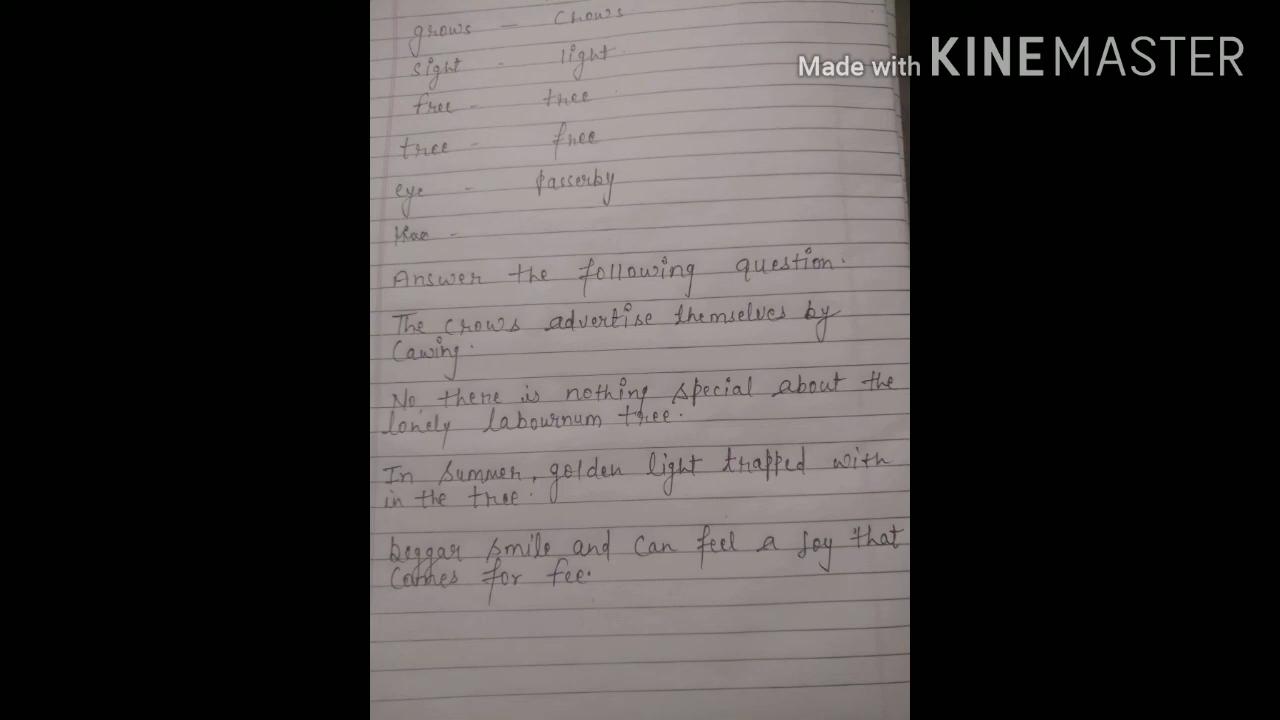 grows - Crows
Made with KINEMASTER
sight - light
free - tree
tree - free
eye - passerby
Answer the following question.
The crows advertise themselves by
Cawing.
No, there is nothing special about the
lonely labournum tree.
In Summer, golden light trapped with
in the tree.
beggar smile and can feel a joy that
Comes for fee.